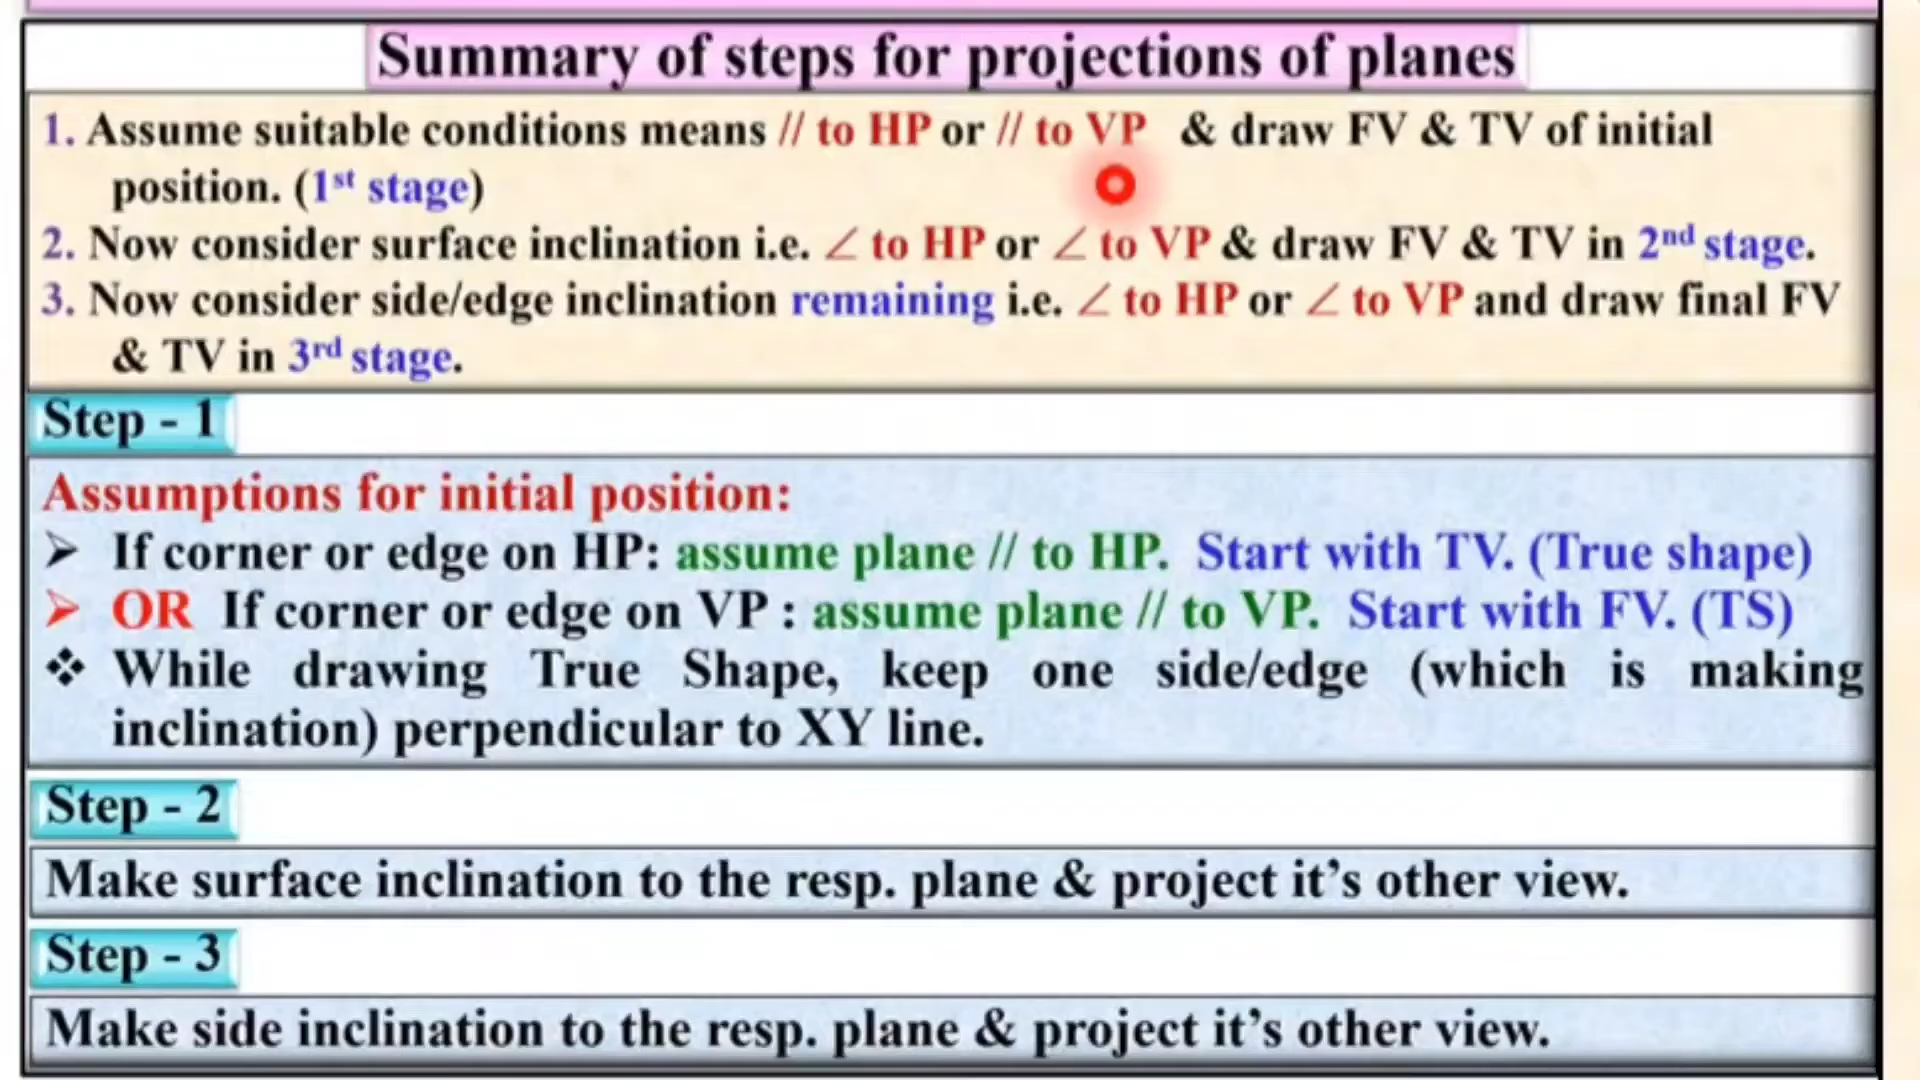 Summary of steps for projections of planes
1. Assume suitable conditions means // to HP or // to VP & draw FV & TV of initial
position. (1st stage)
2. Now consider surface inclination i.e. ∠ to HP or ∠ to VP & draw FV & TV in 2nd stage.
3. Now consider side/edge inclination remaining i.e. ∠ to HP or ∠ to VP and draw final FV
& TV in 3rd stage.
Step - 1
Assumptions for initial position:
➢ If corner or edge on HP: assume plane // to HP. Start with TV. (True shape)
➢ OR If corner or edge on VP : assume plane // to VP. Start with FV. (TS)
❖ While drawing True Shape, keep one side/edge (which is making
inclination) perpendicular to XY line.
Step - 2
Make surface inclination to the resp. plane & project it’s other view.
Step - 3
Make side inclination to the resp. plane & project it’s other view.